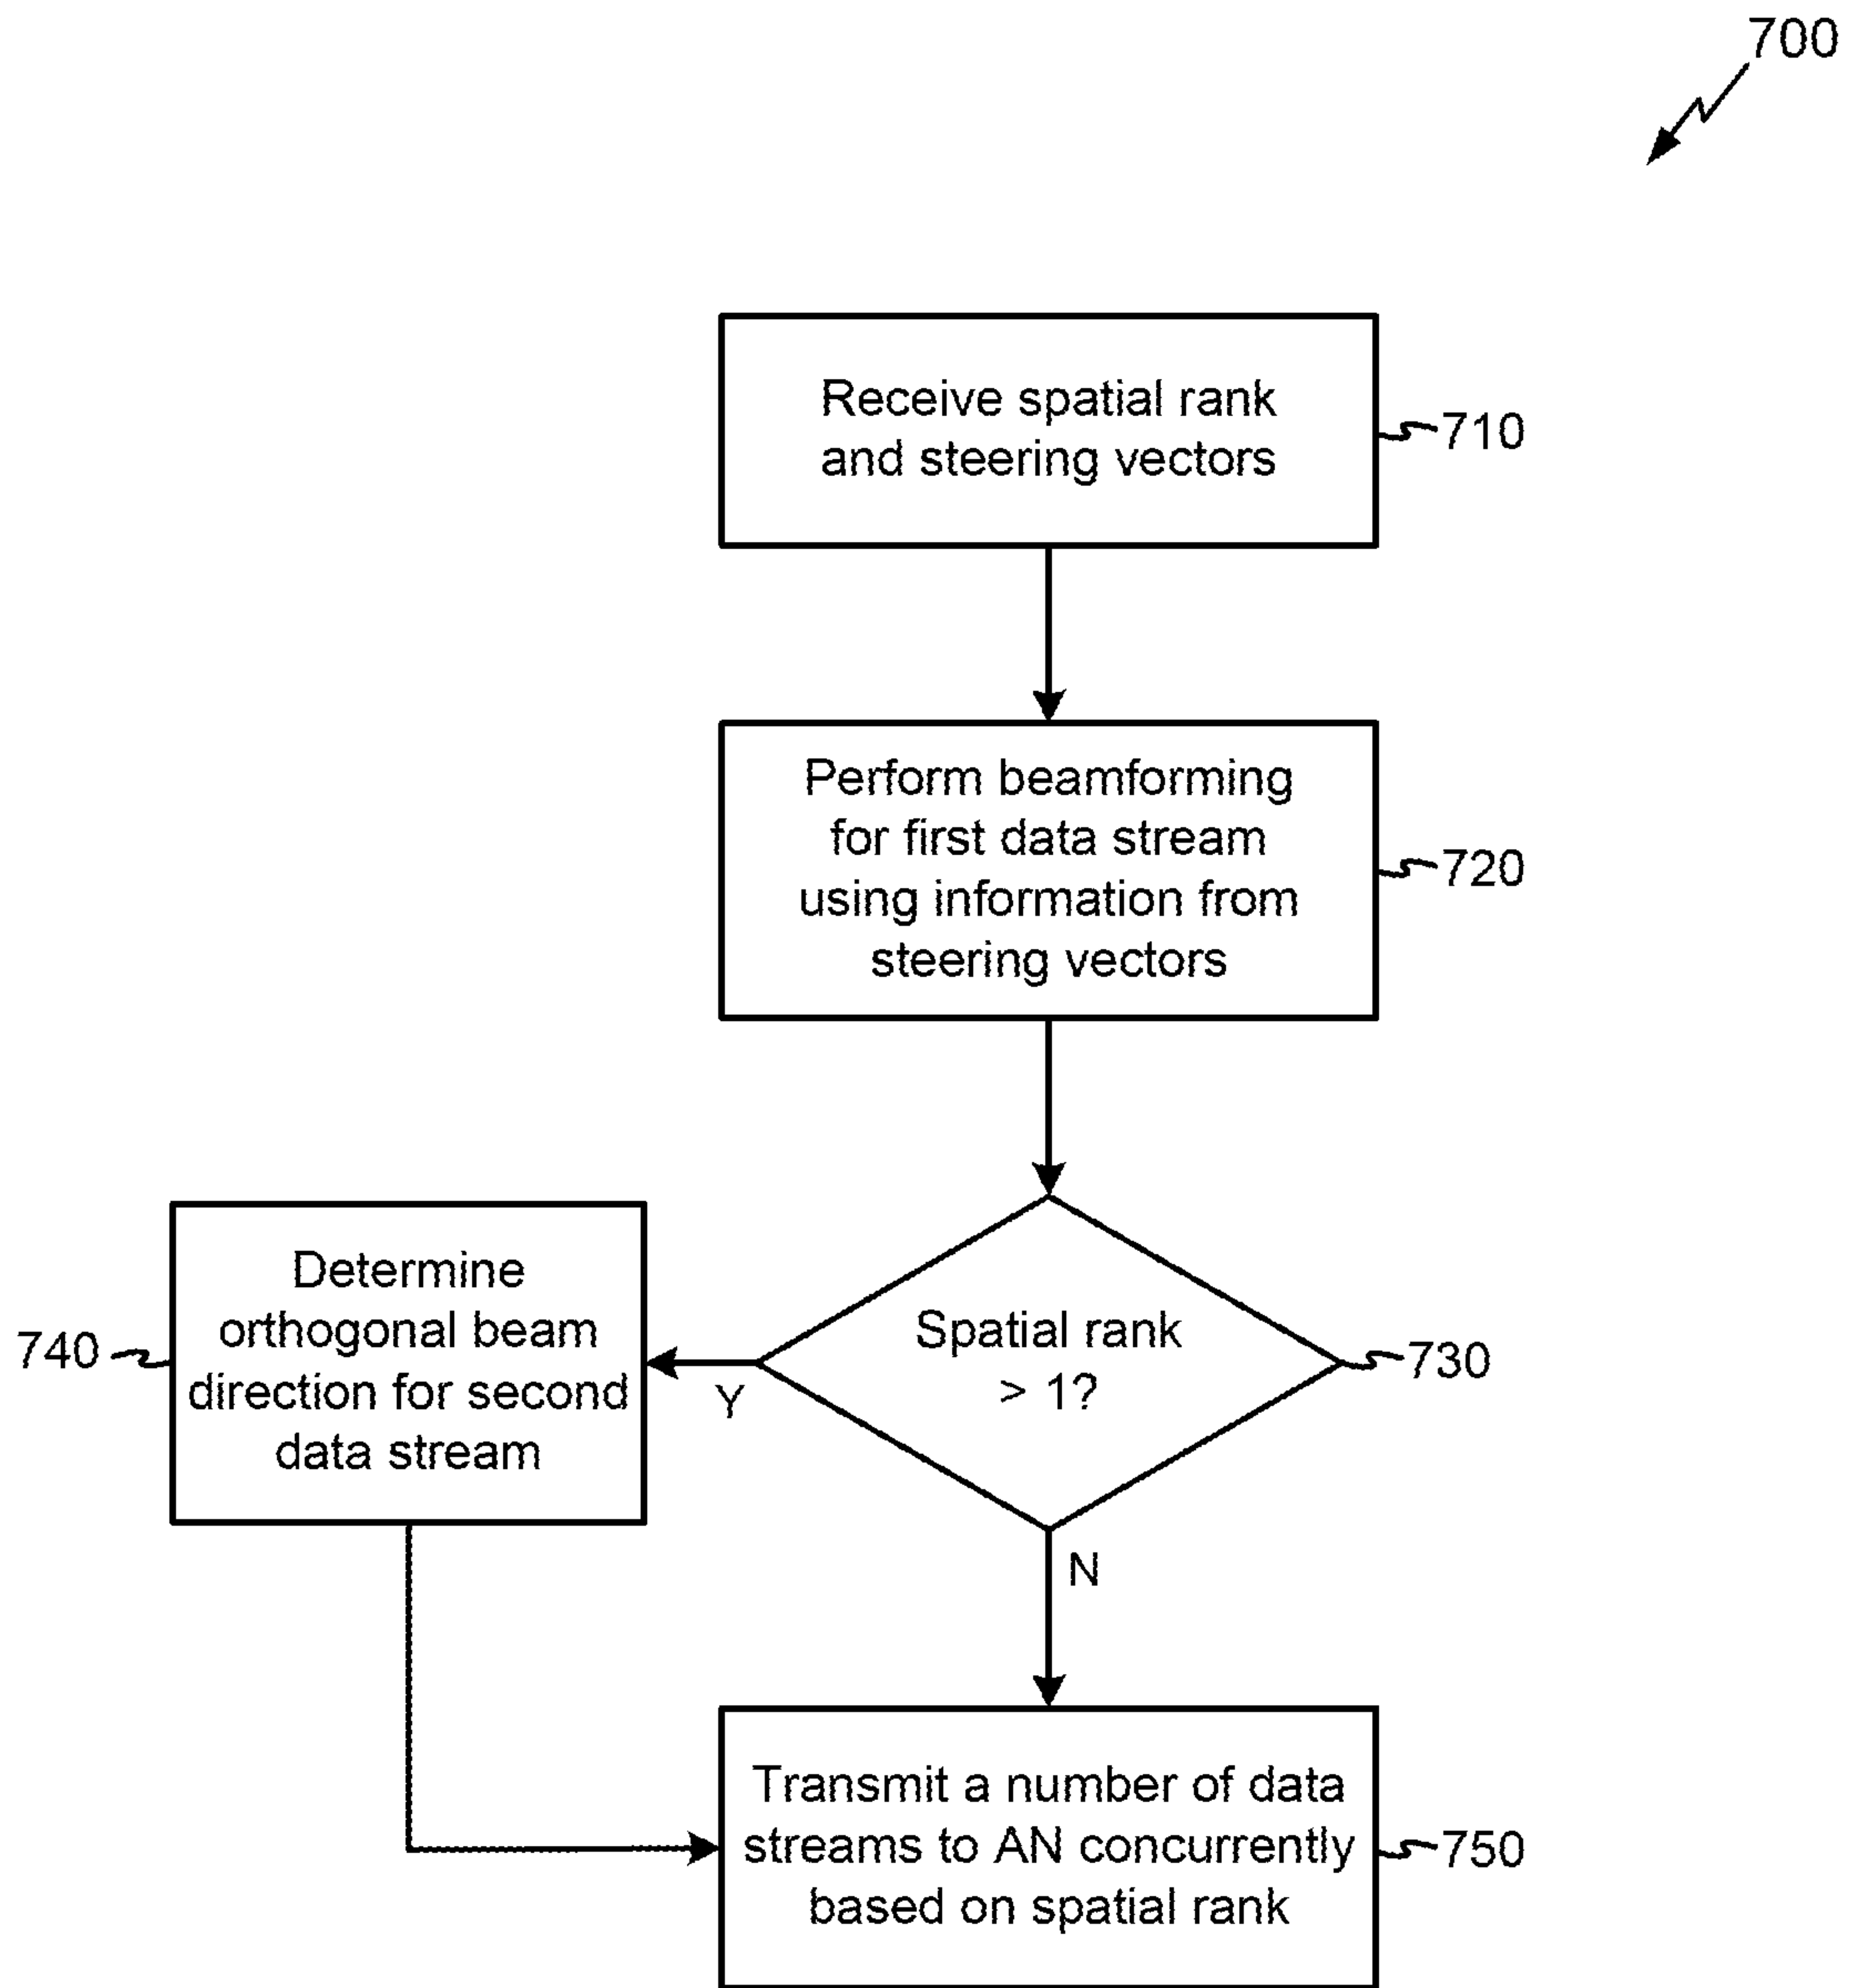 700
Receive spatial rank
and steering vectors
710
Perform beamforming
for first data stream
using information from
steering vectors
720
Spatial rank
> 1?
730
Y
N
Determine
orthogonal beam
direction for second
data stream
740
Transmit a number of data
streams to AN concurrently
based on spatial rank
750